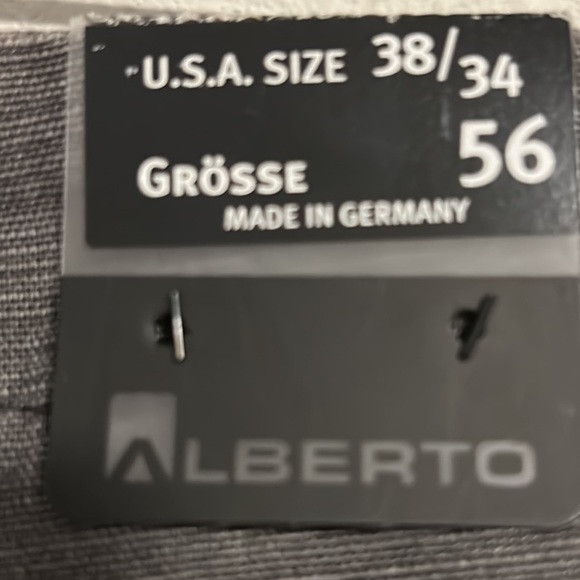 U.S.A. SIZE 38/34
GRÖSSE 56
MADE IN GERMANY
ALBERTO